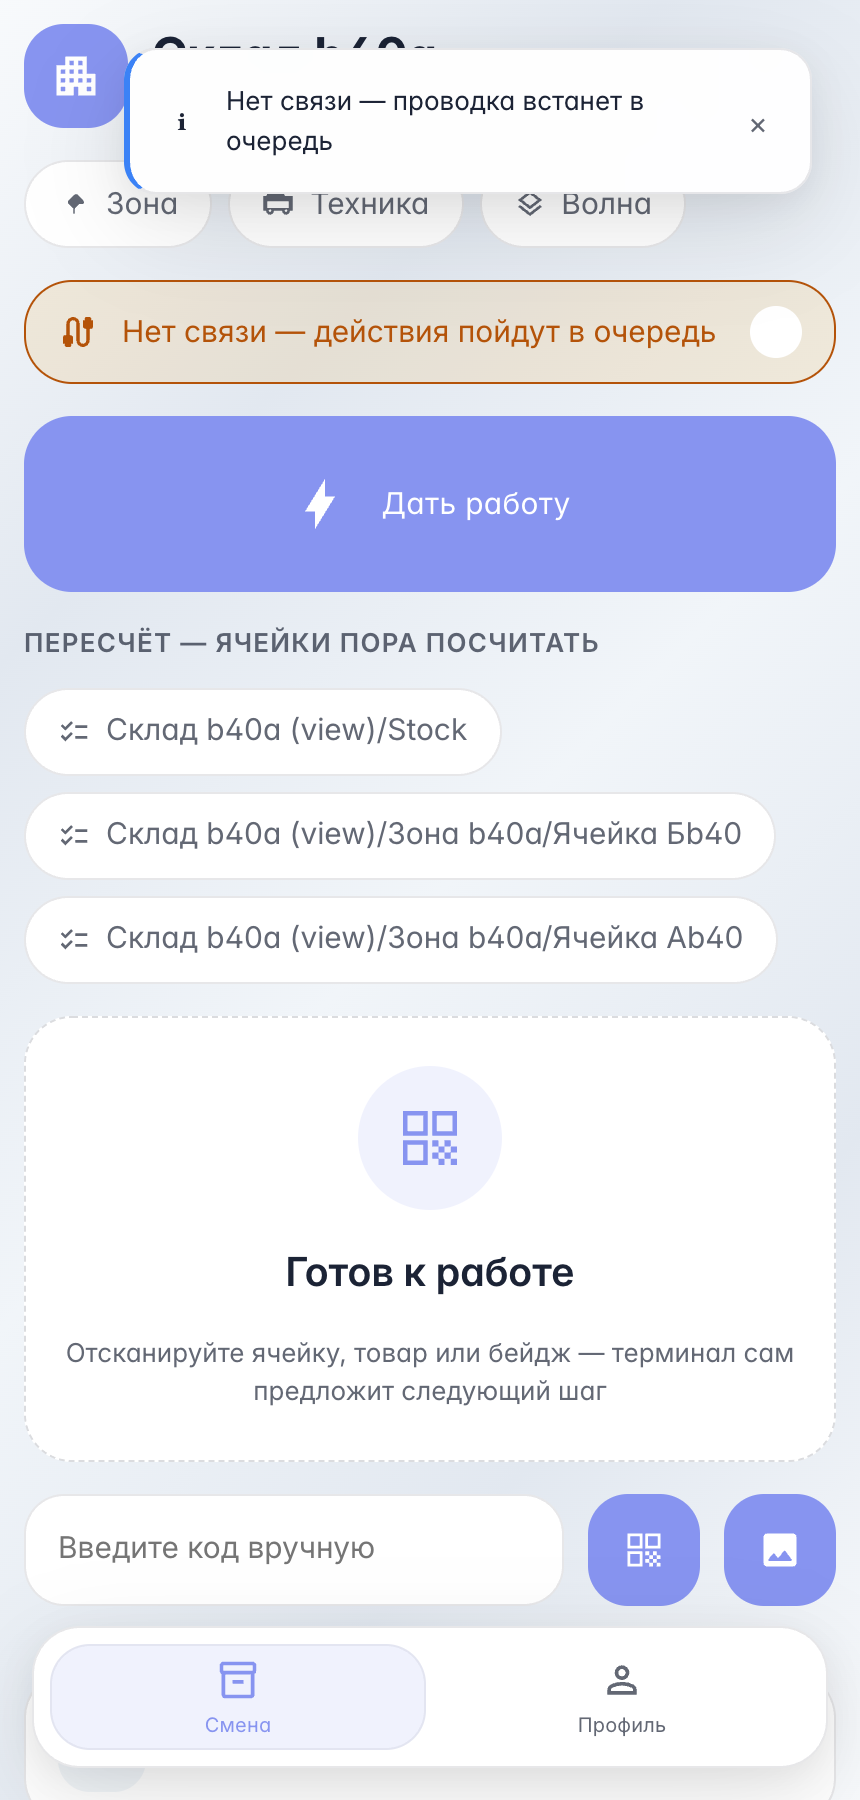 Нет связи — проводка встанет в
очередь
Зона
Техника
Волна
Нет связи — действия пойдут в очередь
Дать работу
ПЕРЕСЧЁТ — ЯЧЕЙКИ ПОРА ПОСЧИТАТЬ
Склад b40a (view)/Stock
Склад b40a (view)/Зона b40a/Ячейка Бb40
Склад b40a (view)/Зона b40a/Ячейка Ab40
Готов к работе
Отсканируйте ячейку, товар или бейдж — терминал сам
предложит следующий шаг
Введите код вручную
Смена
Профиль